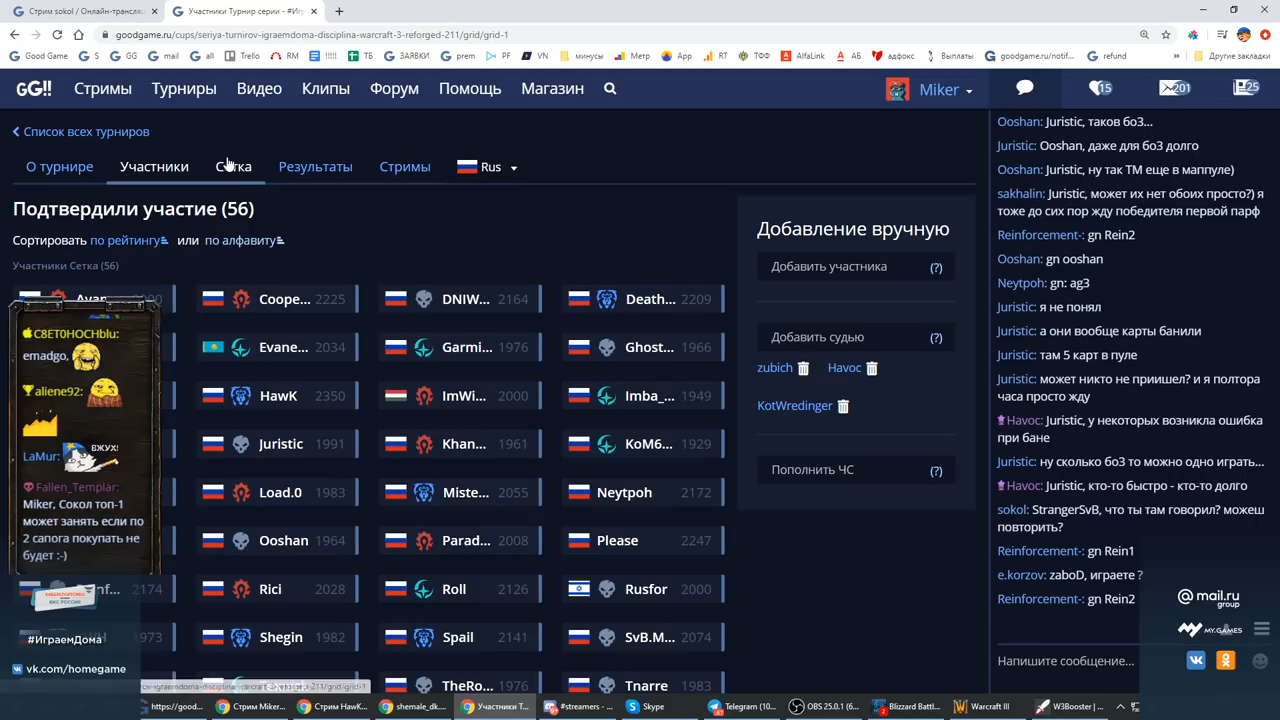 Стрим sokol / Онлайн-трансляц
Участники Турнир серии - #Игр
goodgame.ru/cups/seriya-turnirov-igraemdoma-disciplina-warcraft-3-reforged-211/grid/grid-1
Good Game G !!!!! GG mail all Trello RM !!!!! ЗАЯВКИ prem PF VN минусы Метр App RT ТОФ AlfaLink АБ адфокс Выплаты goodgame.ru/notif... refund » Другие закладки
GG!! Стримы Турниры Видео Клипы Форум Помощь Магазин Miker 15 201 25
Список всех турниров
О турнире Участники Сетка Результаты Стримы Rus
Подтвердили участие (56)
Сортировать по рейтингу или по алфавиту
Участники Сетка (56)
Coope... 2225 DNIW... 2164 Death... 2209
Evane... 2034 Garmi... 1976 Ghost... 1966
HawK 2350 ImWi... 2000 Imba_... 1949
Juristic 1991 Khan... 1961 KoM6... 1929
Load.0 1983 Miste... 2055 Neytpoh 2172
Ooshan 1964 Parad... 2008 Please 2247
2174 Rici 2028 Roll 2126 Rusfor 2000
1973 Shegin 1982 Spail 2141 SvB.M... 2074
TheRo... 1976 Tnarre 1983
C8ET0HOCHblu:
emadgo,
aliene92:
LaMur: ВЖУХ!
Fallen_Templar:
Miker, Сокол топ-1
может занять если по
2 сапога покупать не
будет :-)
#ИграемДома
vk.com/homegame
Добавление вручную
Добавить участника (?)
Добавить судью (?)
zubich Havoc
KotWredinger
Пополнить ЧС (?)
Ooshan: Juristic, таков бо3...
Juristic: Ooshan, даже для бо3 долго
Ooshan: Juristic, ну так ТМ еще в маппуле)
sakhalin: Juristic, может их нет обоих просто?) я
тоже до сих пор жду победителя первой парф
Reinforcement-: gn Rein2
Ooshan: gn ooshan
Neytpoh: gn: ag3
Juristic: я не понял
Juristic: а они вообще карты банили
Juristic: там 5 карт в пуле
Juristic: может никто не приишел? и я полтора
часа просто жду
Havoc: Juristic, у некоторых возникла ошибка
при бане
Juristic: ну сколько бо3 то можно одно играть...
Havoc: Juristic, кто-то быстро - кто-то долго
sokol: StrangerSvB, что ты там говорил? можеш
повторить?
Reinforcement-: gn Rein1
e.korzov: zaboD, играете ?
Reinforcement-: gn Rein2
@mail.ru
group
MY.GAMES
Напишите сообщение...
https://good... Стрим Miker... Стрим HawK... shemale_dk... Участники Т... #streamers -... Skype Telegram (10... OBS 25.0.1 (6... Blizzard Battl... Warcraft III W3Booster /...